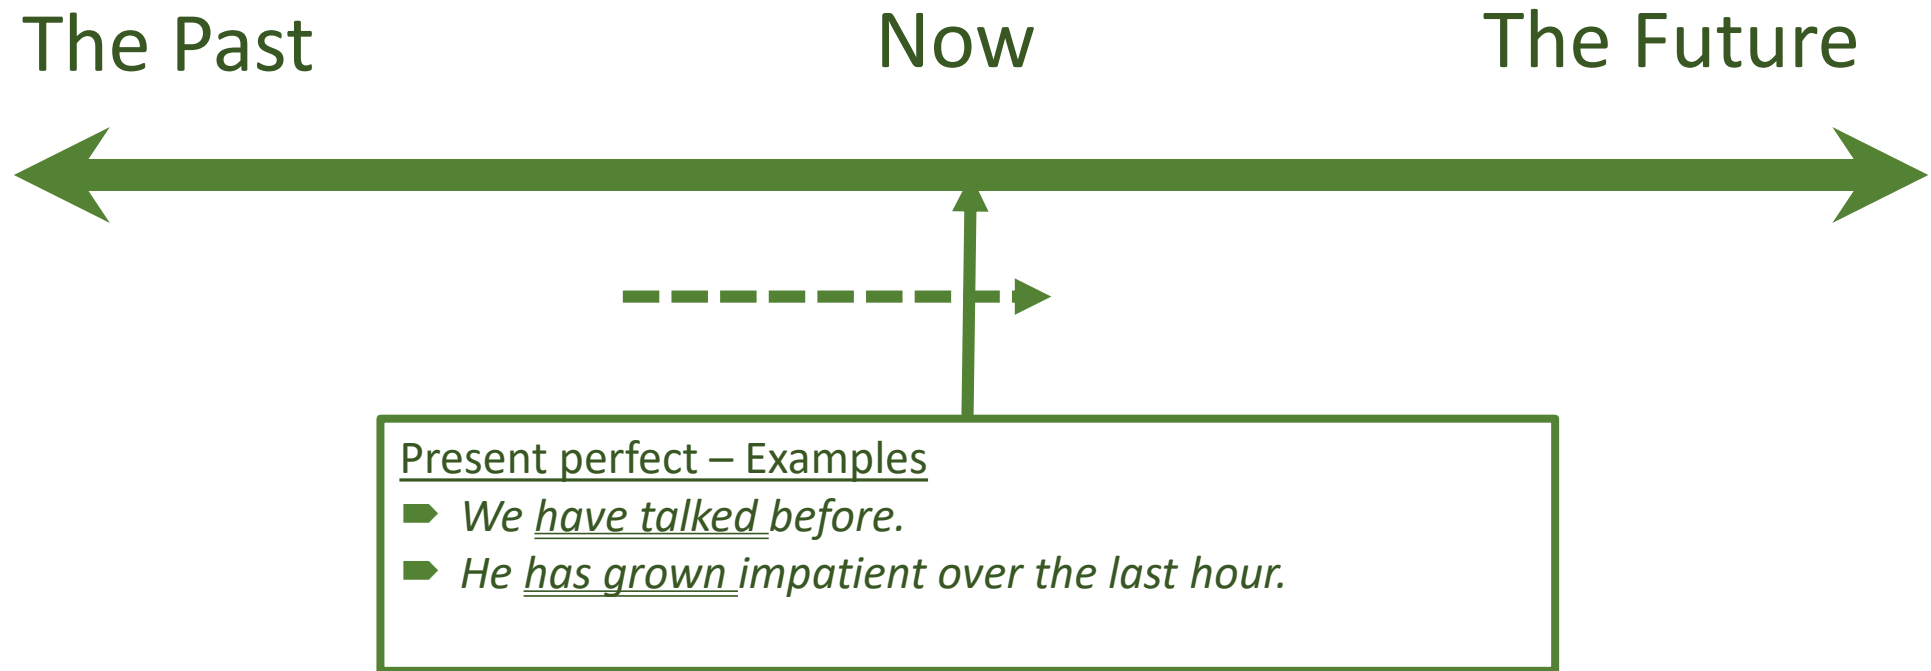 The Past Now The Future
Present perfect – Examples
We have talked before.
He has grown impatient over the last hour.